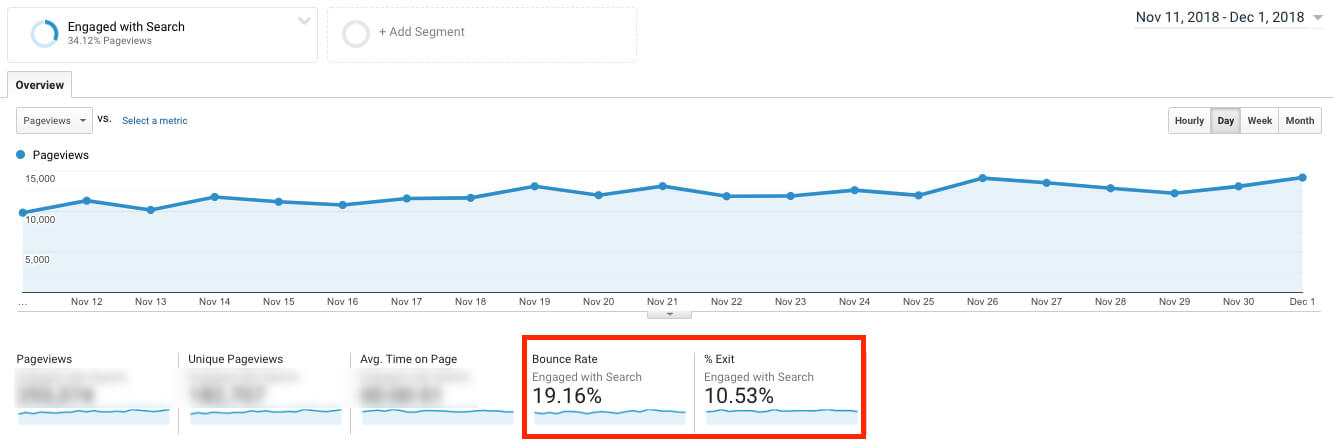 Engaged with Search
34.12% Pageviews
+ Add Segment
Nov 11, 2018 - Dec 1, 2018
Overview
Pageviews
vs.
Select a metric
Hourly
Day
Week
Month
Pageviews
15,000
10,000
5,000
...
Nov 12
Nov 13
Nov 14
Nov 15
Nov 16
Nov 17
Nov 18
Nov 19
Nov 20
Nov 21
Nov 22
Nov 23
Nov 24
Nov 25
Nov 26
Nov 27
Nov 28
Nov 29
Nov 30
Dec 1
Pageviews
Unique Pageviews
Avg. Time on Page
Bounce Rate
Engaged with Search
19.16%
% Exit
Engaged with Search
10.53%